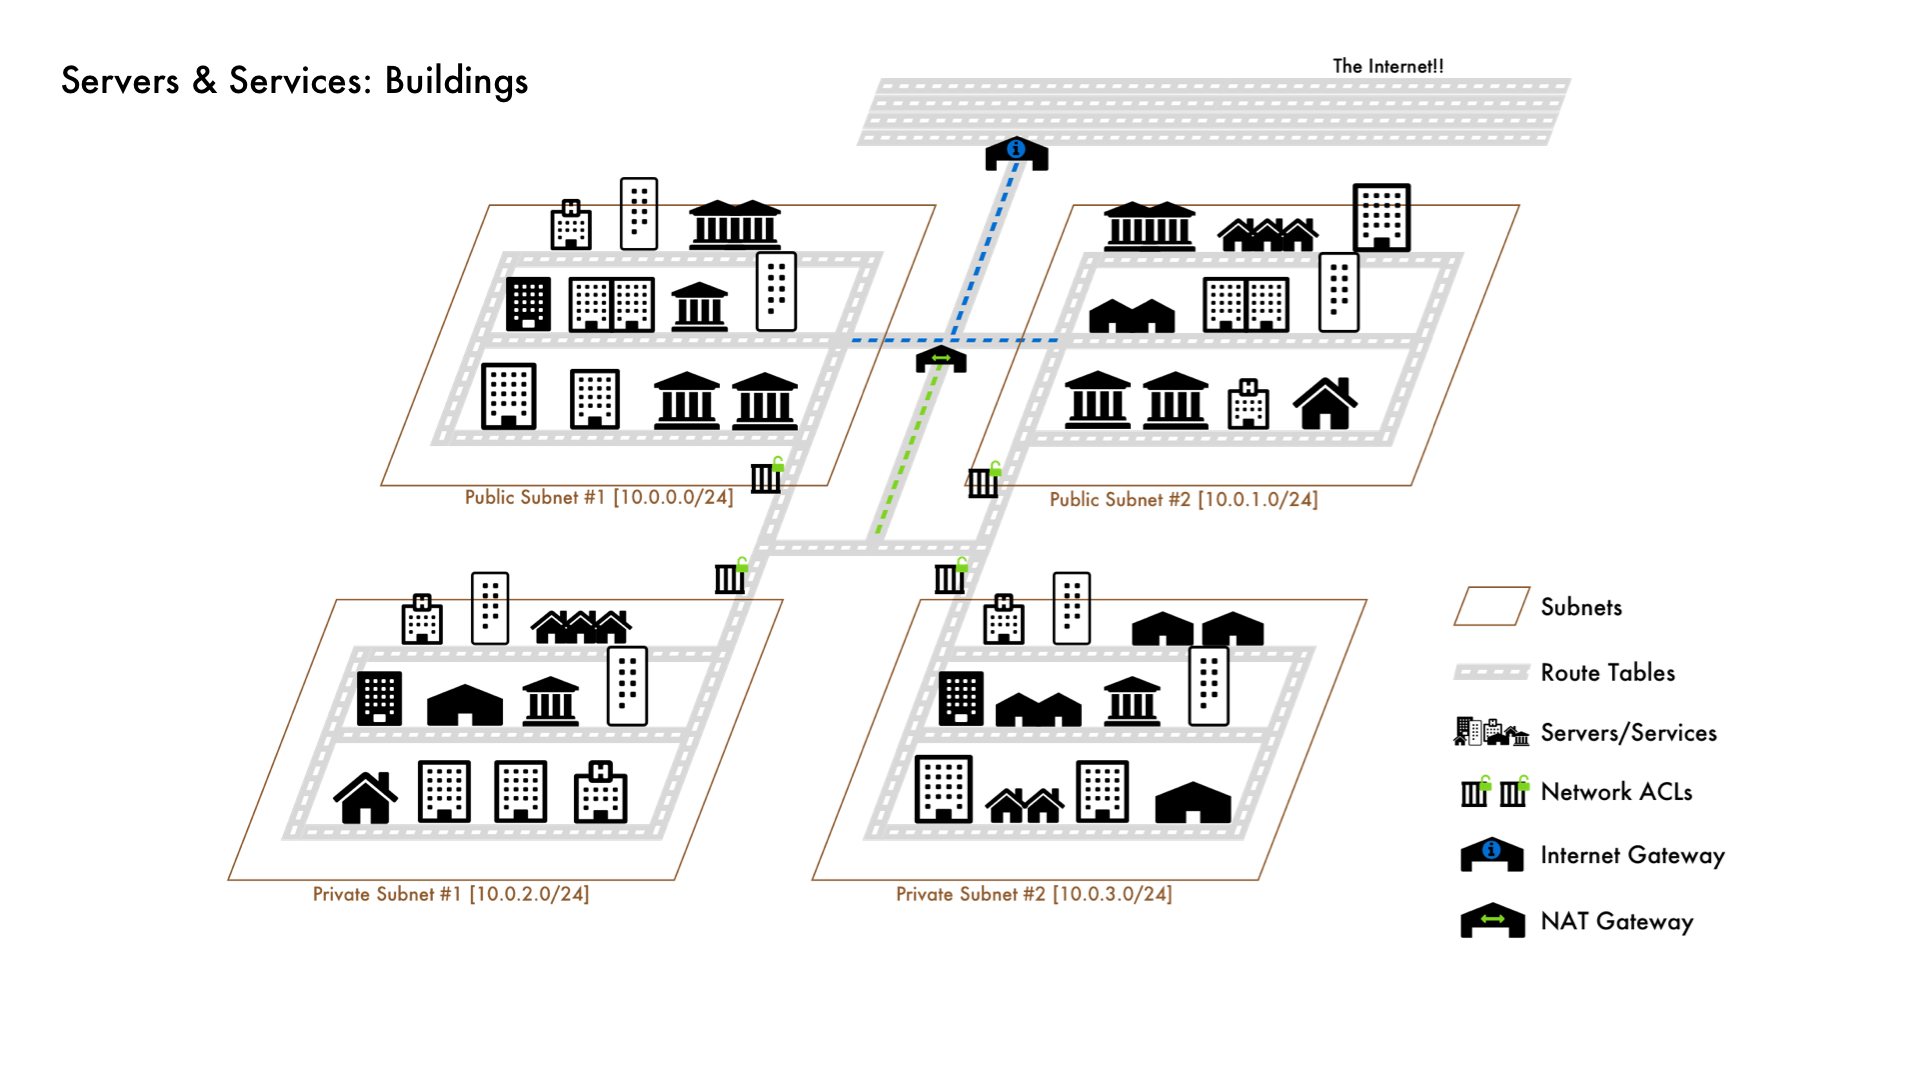 Servers & Services: Buildings
The Internet!!
Public Subnet #1 [10.0.0.0/24]
Public Subnet #2 [10.0.1.0/24]
Subnets
Route Tables
Servers/Services
Network ACLs
Internet Gateway
NAT Gateway
Private Subnet #1 [10.0.2.0/24]
Private Subnet #2 [10.0.3.0/24]